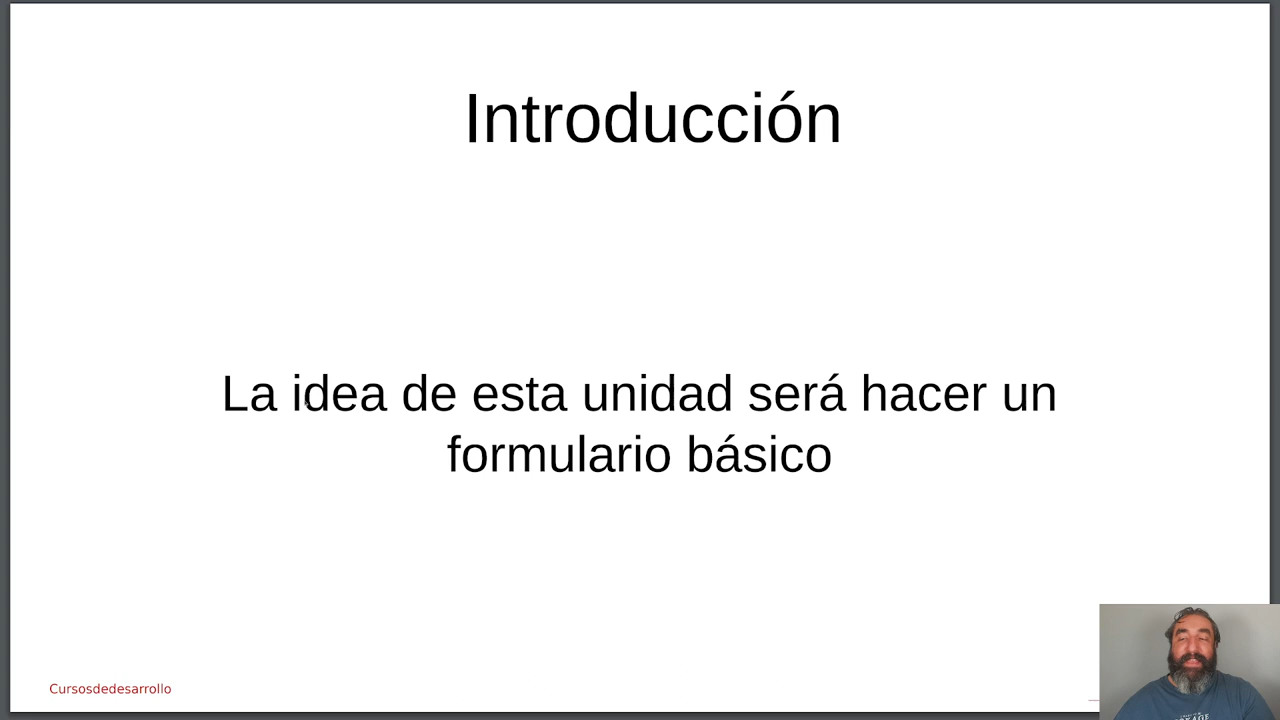 Introducción
La idea de esta unidad será hacer un
formulario básico
Cursosdedesarrollo